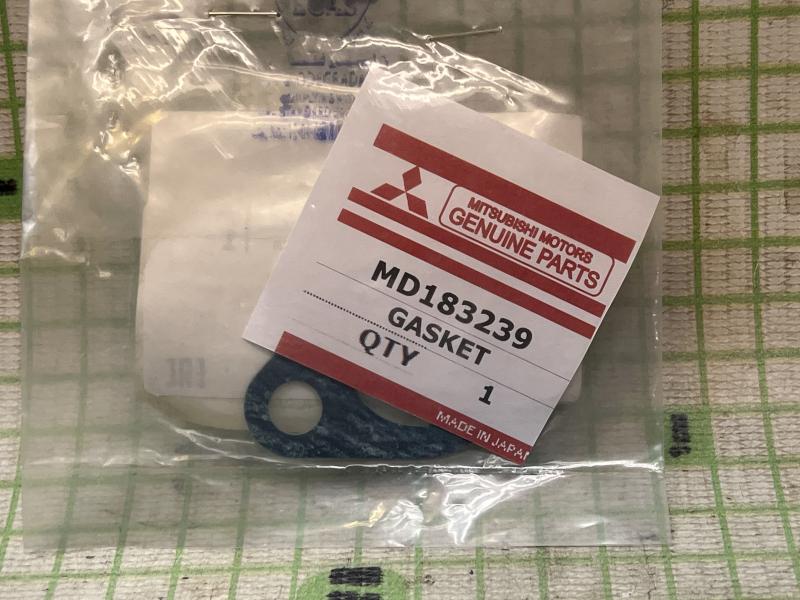 MITSUBISHI MOTORS
GENUINE PARTS
MD183239
GASKET
QTY
1
MADE IN JAPAN